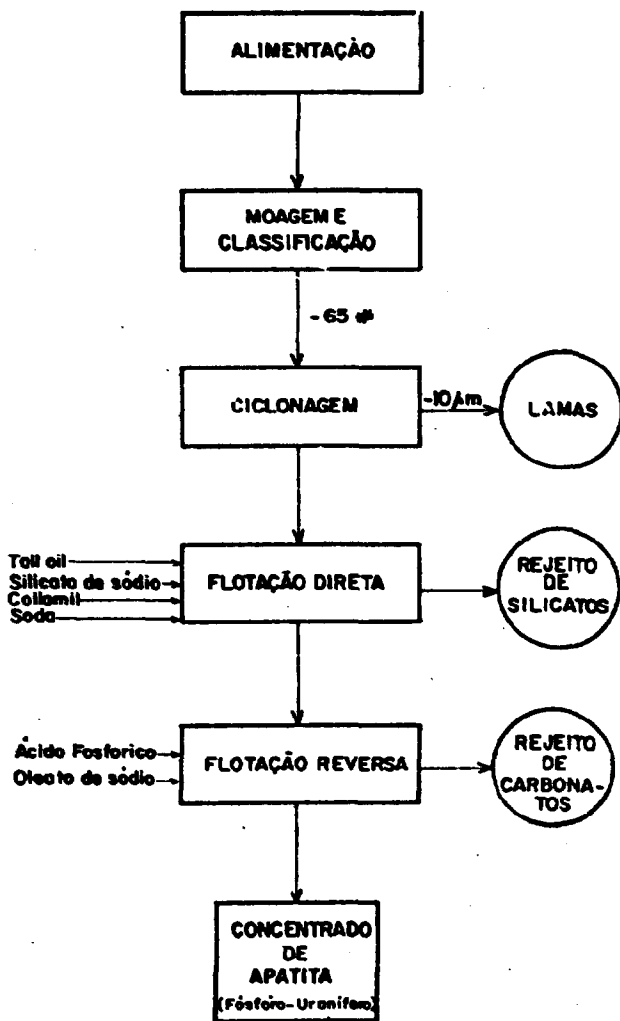 ALIMENTAÇÃO
MOAGEM E
CLASSIFICAÇÃO
-65 #
CICLONAGEM
-10μm
LAMAS
Tall oil
Silicato de sódio
Collamil
Soda
FLOTAÇÃO DIRETA
REJEITO
DE
SILICATOS
Ácido Fosforico
Oleato de sódio
FLOTAÇÃO REVERSA
REJEITO
DE
CARBONA-
TOS
CONCENTRADO
DE
APATITA
(Fósforo-Uranífero)